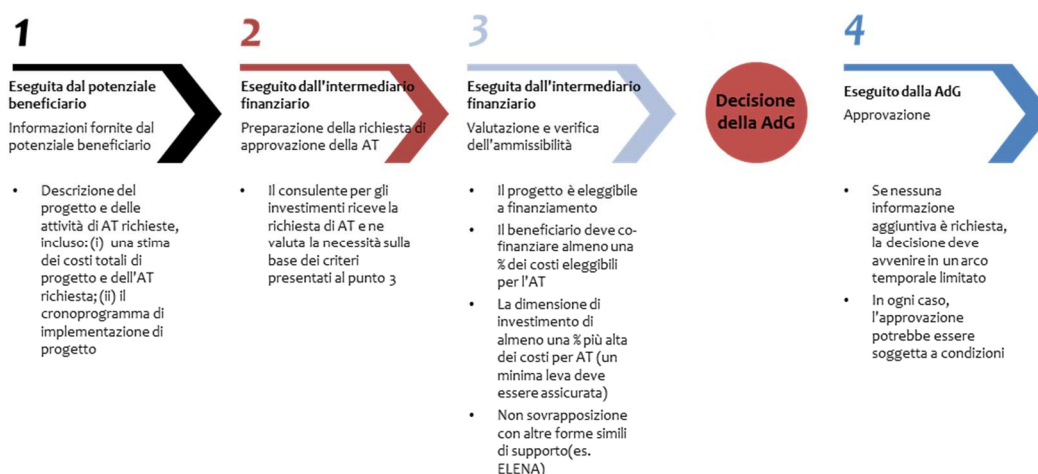 1
Eseguita dal potenziale
beneficiario
Informazioni fornite dal
potenziale beneficiario
• Descrizione del
progetto e delle
attività di AT richieste,
incluso: (i) una stima
dei costi totali di
progetto e dell'AT
richiesta; (ii) il
cronoprogramma di
implementazione di
progetto
2
Eseguito dall'intermediario
finanziario
Preparazione della richiesta di
approvazione della AT
• Il consulente per gli
investimenti riceve la
richiesta di AT e ne
valuta la necessità sulla
base dei criteri
presentati al punto 3
3
Eseguita dall'intermediario
finanziario
Valutazione e verifica
dell'ammissibilità
• Il progetto è eleggibile
a finanziamento
• Il beneficiario deve co-
finanziare almeno una
% dei costi eleggibili
per l'AT
• La dimensione di
investimento di
almeno una % più alta
dei costi per AT (un
minima leva deve
essere assicurata)
• Non sovrapposizione
con altre forme simili
di supporto(es.
ELENA)
Decisione
della AdG
4
Eseguito dalla AdG
Approvazione
• Se nessuna
informazione
aggiuntiva è richiesta,
la decisione deve
avvenire in un arco
temporale limitato
• In ogni caso,
l'approvazione
potrebbe essere
soggetta a condizioni